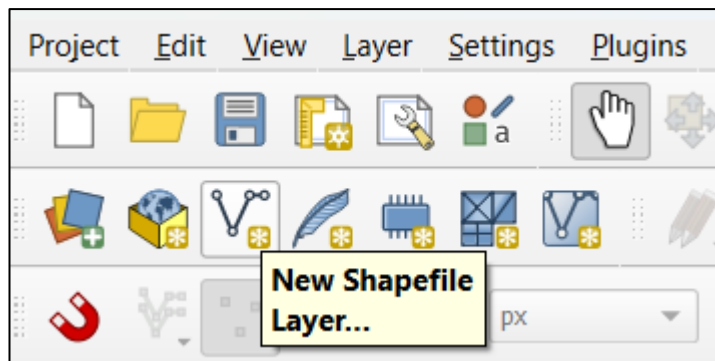 Project Edit View Layer Settings Plugins
a
New Shapefile
Layer...
px